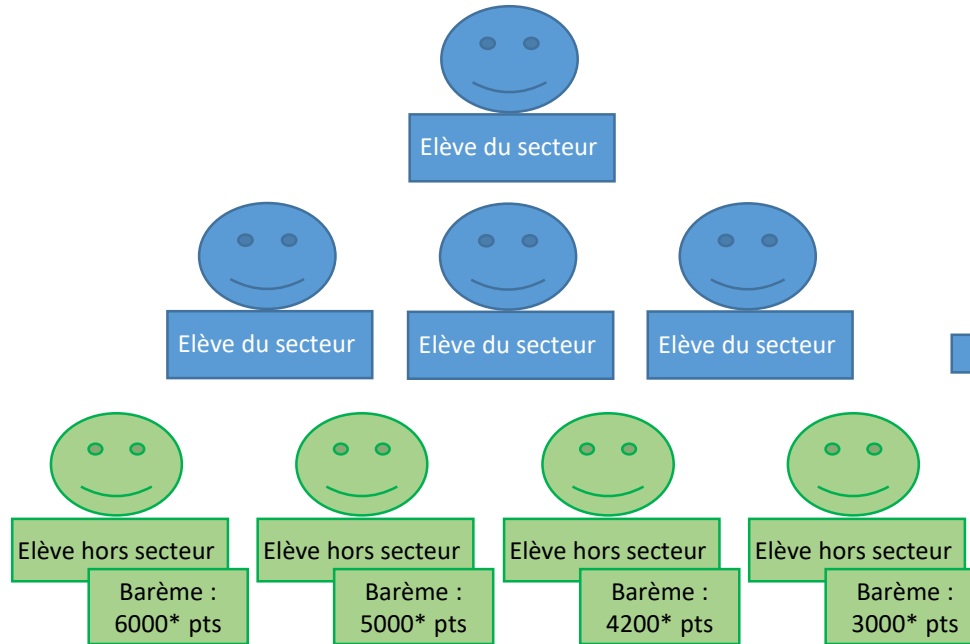 Elève du secteur
Elève du secteur
Elève du secteur
Elève du secteur
Elève hors secteur
Barème :
6000* pts
Elève hors secteur
Barème :
5000* pts
Elève hors secteur
Barème :
4200* pts
Elève hors secteur
Barème :
3000* pts